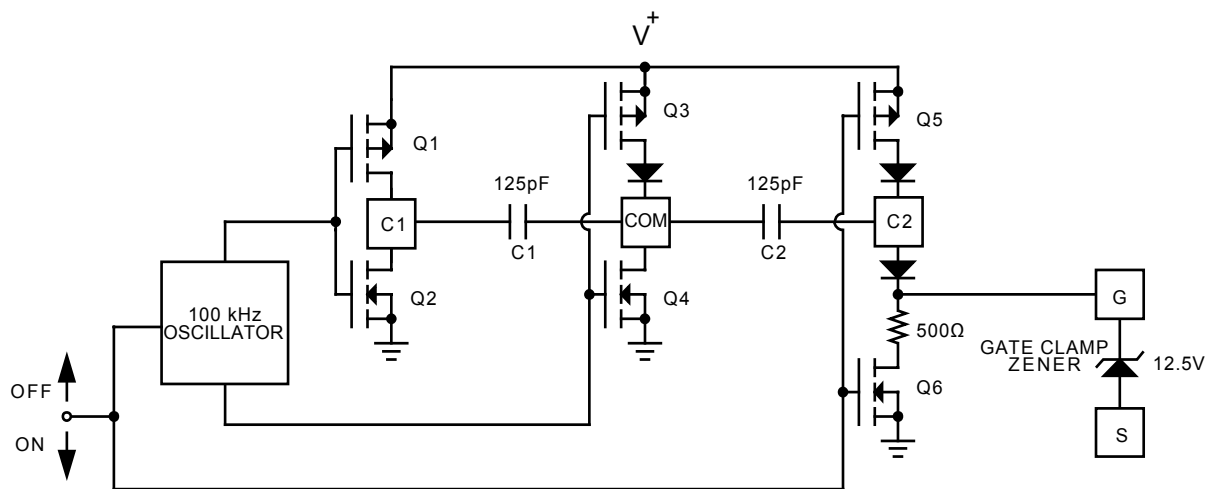 V+
Q1
Q3
Q5
125pF
C1
C1
COM
125pF
C2
C2
Q2
Q4
Q6
100 kHz
OSCILLATOR
500Ω
G
GATE CLAMP
ZENER
12.5V
S
OFF
ON